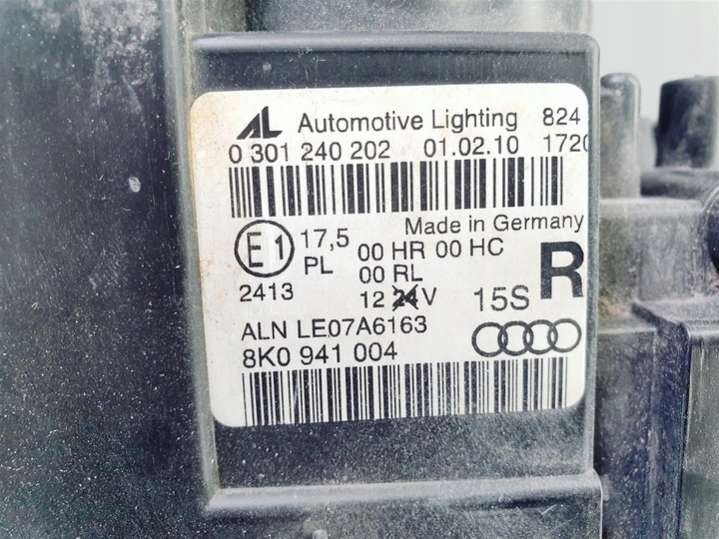 AL Automotive Lighting 824
0 301 240 202 01.02.10 1720
Made in Germany
E1 17,5 00 HR 00 HC
PL 00 RL R
2413 12 24 V 15S
ALN LE07A6163
8K0 941 004